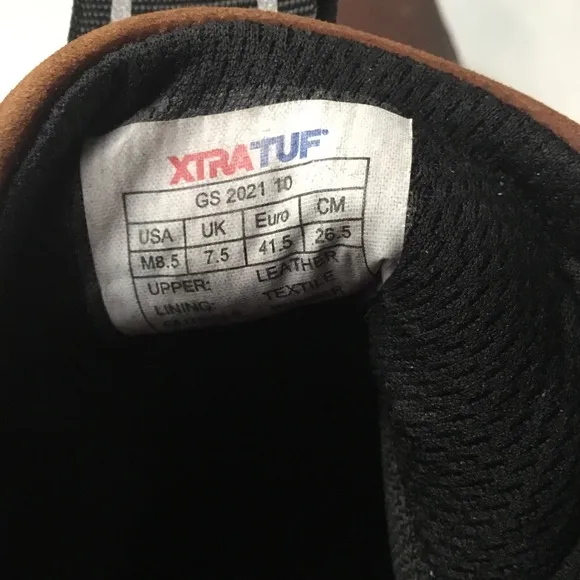 XTRATUF
GS 2021 10
USA UK Euro CM
M8.5 7.5 41.5 26.5
UPPER: LEATHER
LINING: TEXTILE